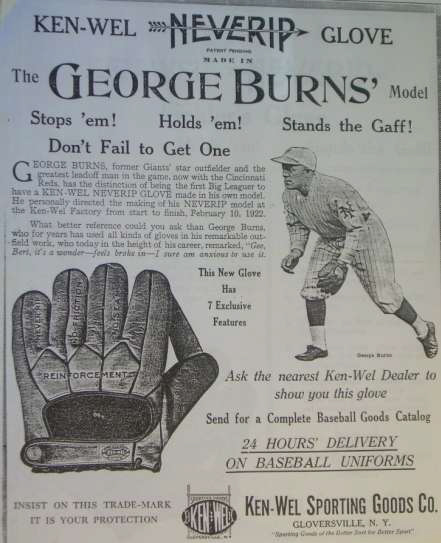 KEN-WEL NEVERIP GLOVE
PATENT PENDING
MADE IN
The GEORGE BURNS' Model
Stops 'em! Holds 'em! Stands the Gaff!
Don't Fail to Get One
GEORGE BURNS, former Giants' star outfielder and the
greatest leadoff man in the game, now with the Cincinnati
Reds, has the distinction of being the first Big Leaguer to
have a KEN-WEL NEVERIP GLOVE made in his own model.
He personally directed the making of his NEVERIP model at
the Ken-Wel Factory from start to finish, February 10, 1922.
What better reference could you ask than George Burns,
who for years has used all kinds of gloves in his remarkable out-
field work, who today in the height of his career, remarked, "Gee,
Bert, it's a wonder—feels broke in—I sure am anxious to use it.
This New Glove
Has
7 Exclusive
Features
NEVERIP
NO-FRICTION
REINFORCEMENT
KEN-WEL
NY
George Burns
Ask the nearest Ken-Wel Dealer to
show you this glove
Send for a Complete Baseball Goods Catalog
24 HOURS' DELIVERY
ON BASEBALL UNIFORMS
INSIST ON THIS TRADE-MARK
IT IS YOUR PROTECTION
KEN-WEL
KEN-WEL SPORTING GOODS CO.
GLOVERSVILLE, N. Y.
"Sporting Goods of the Better Sort for Better Sport"